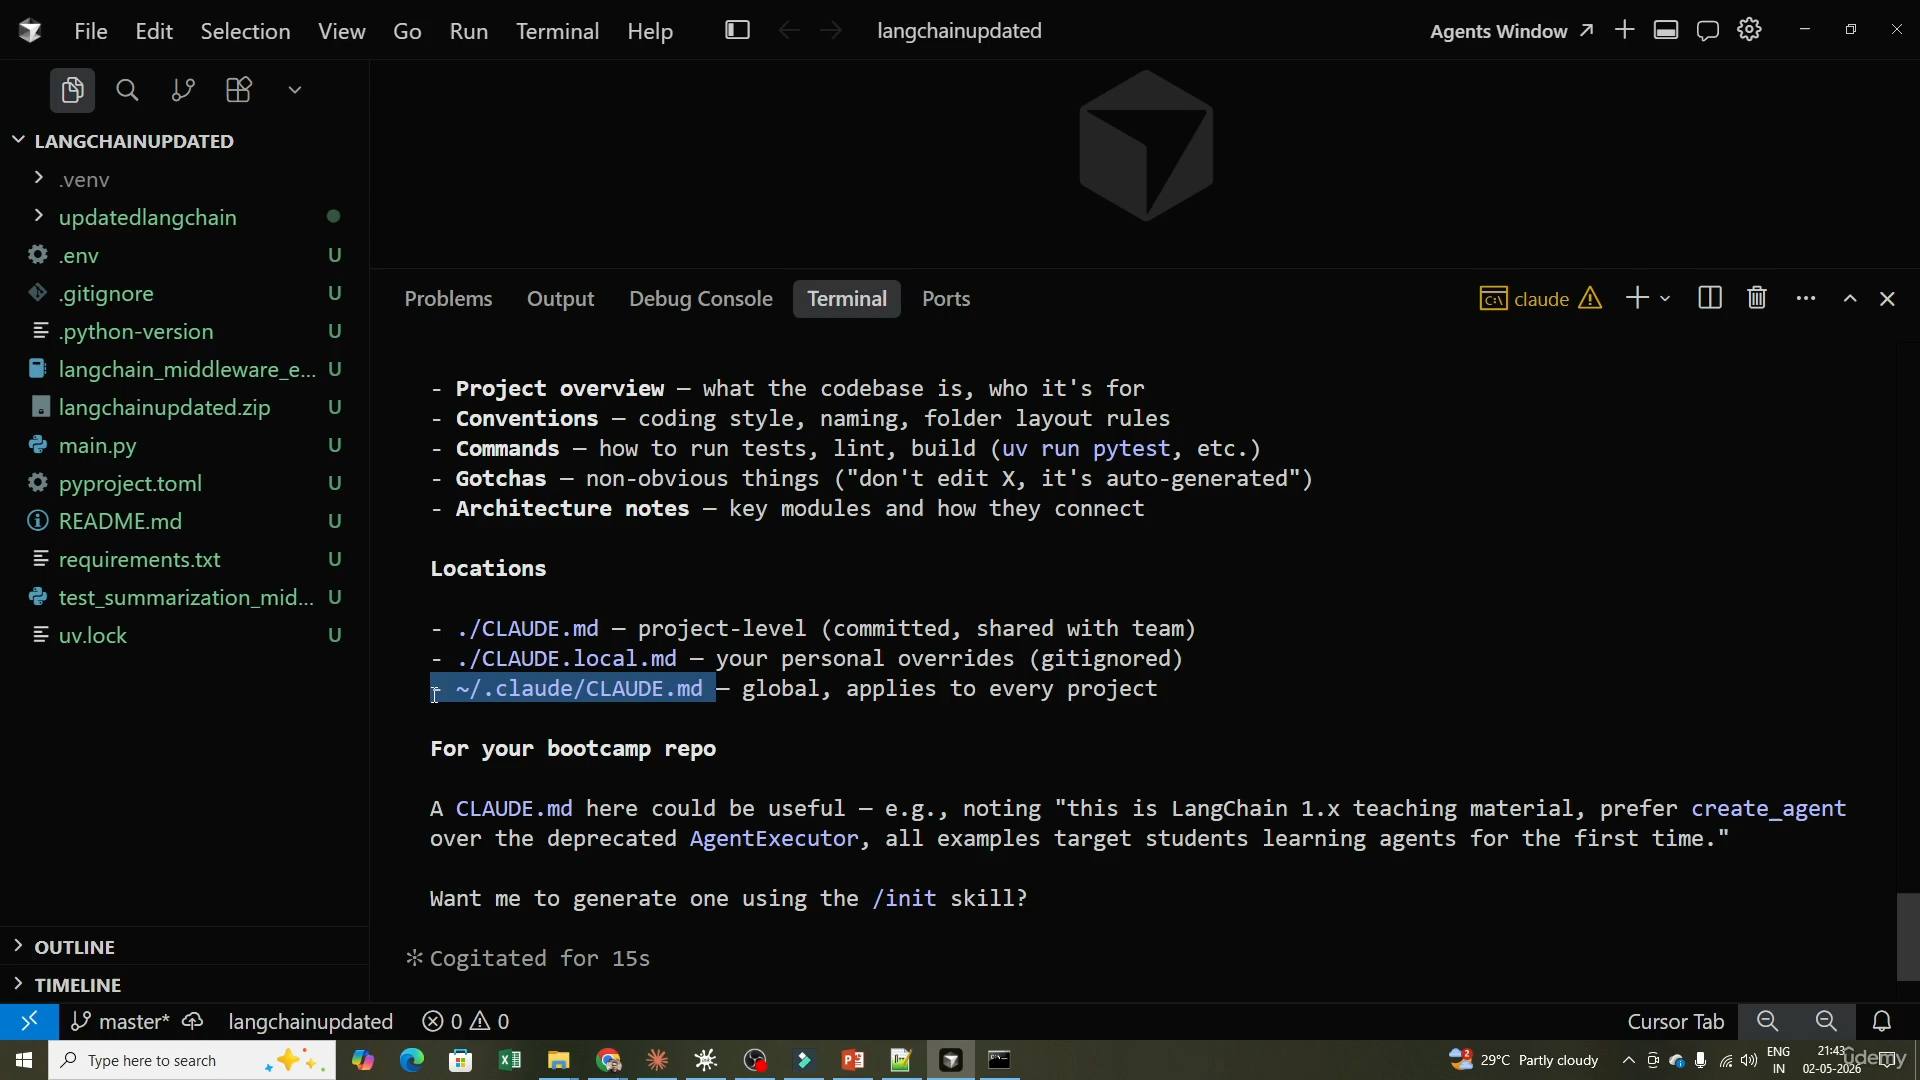 File Edit Selection View Go Run Terminal Help langchainupdated Agents Window
LANGCHAINUPDATED
.venv
updatedlangchain
.env U
.gitignore U
.python-version U
langchain_middleware_e... U
langchainupdated.zip U
main.py U
pyproject.toml U
README.md U
requirements.txt U
test_summarization_mid... U
uv.lock U
OUTLINE
TIMELINE
Problems Output Debug Console Terminal Ports claude
- Project overview — what the codebase is, who it's for
- Conventions — coding style, naming, folder layout rules
- Commands — how to run tests, lint, build (uv run pytest, etc.)
- Gotchas — non-obvious things ("don't edit X, it's auto-generated")
- Architecture notes — key modules and how they connect
Locations
- ./CLAUDE.md — project-level (committed, shared with team)
- ./CLAUDE.local.md — your personal overrides (gitignored)
- ~/.claude/CLAUDE.md — global, applies to every project
For your bootcamp repo
A CLAUDE.md here could be useful — e.g., noting "this is LangChain 1.x teaching material, prefer create_agent
over the deprecated AgentExecutor, all examples target students learning agents for the first time."
Want me to generate one using the /init skill?
* Cogitated for 15s
master* langchainupdated 0 0 Cursor Tab
Type here to search 2 29°C Partly cloudy ENG 21:43
IN 02-05-2026
udemy